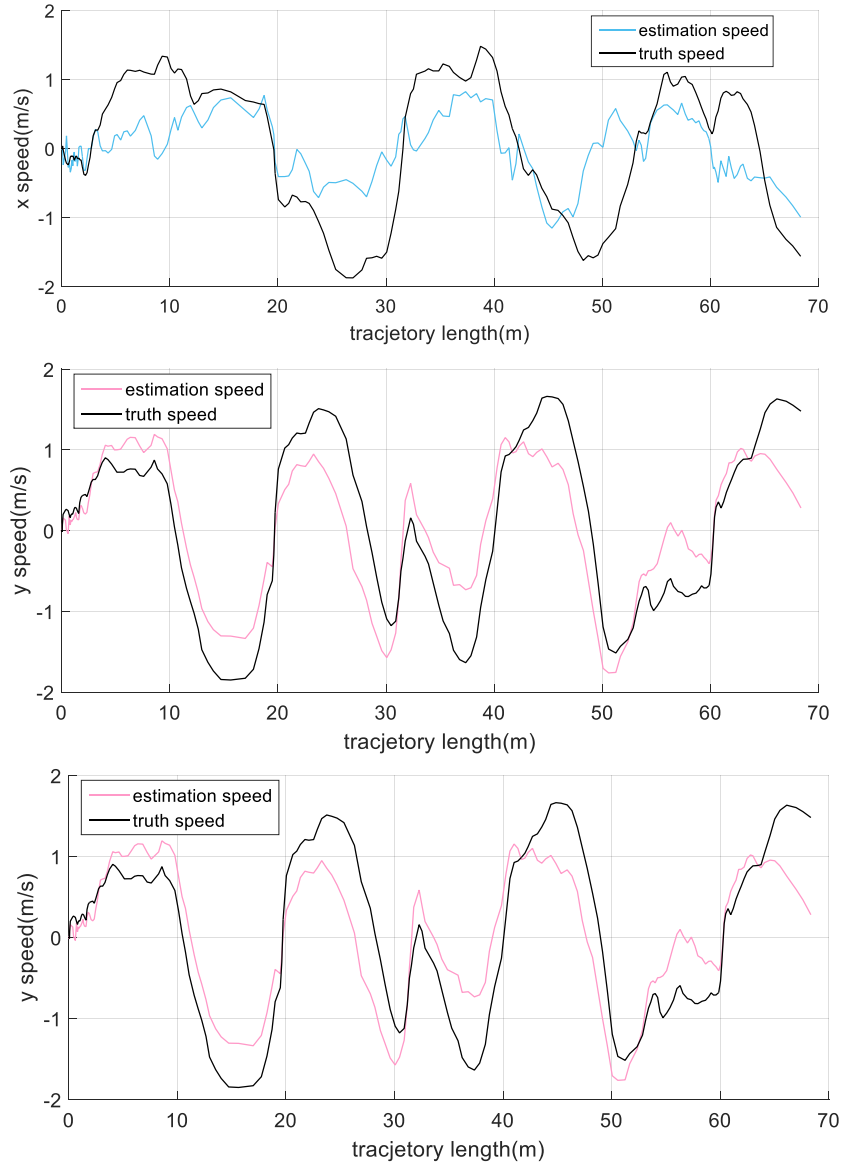 estimation speed
truth speed
2
1
0
-1
-2
x speed(m/s)
0 10 20 30 40 50 60 70
tracjetory length(m)
estimation speed
truth speed
2
1
0
-1
-2
y speed(m/s)
0 10 20 30 40 50 60 70
tracjetory length(m)
estimation speed
truth speed
2
1
0
-1
-2
y speed(m/s)
0 10 20 30 40 50 60 70
tracjetory length(m)